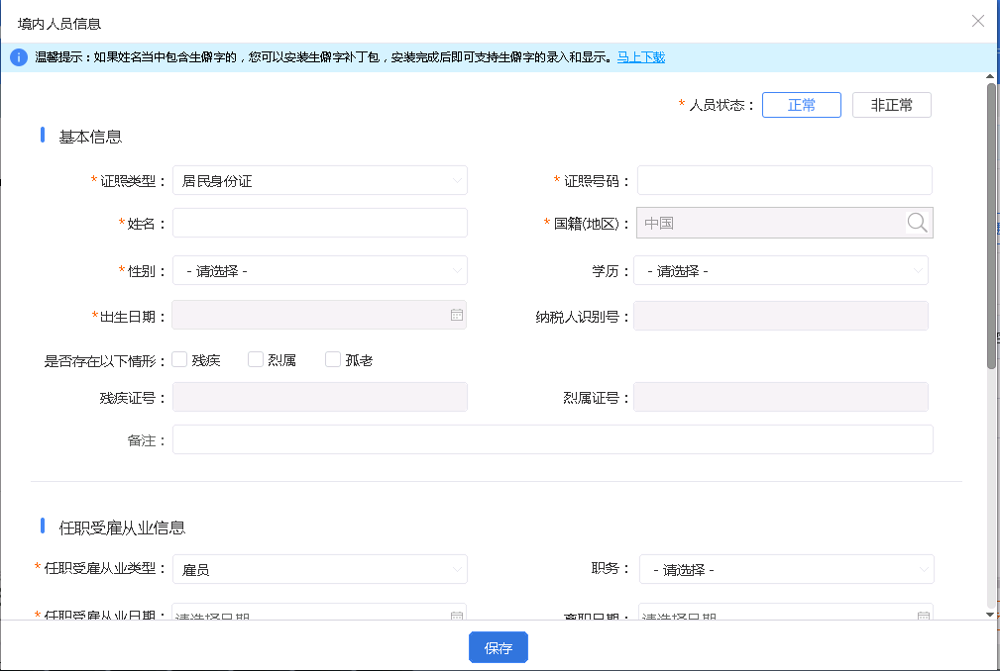 境内人员信息
温馨提示：如果姓名当中包含生僻字的，您可以安装生僻字补丁包，安装完成后即可支持生僻字的录入和显示。马上下载
* 人员状态： 正常 非正常
基本信息
* 证照类型： 居民身份证 * 证照号码：
* 姓名： * 国籍(地区)： 中国
* 性别： - 请选择 - 学历： - 请选择 -
* 出生日期： 纳税人识别号：
是否存在以下情形： 残疾 烈属 孤老
残疾证号： 烈属证号：
备注：
任职受雇从业信息
* 任职受雇从业类型： 雇员 职务： - 请选择 -
* 任职受雇从业日期： 请选择日期 离职日期： 请选择日期
保存